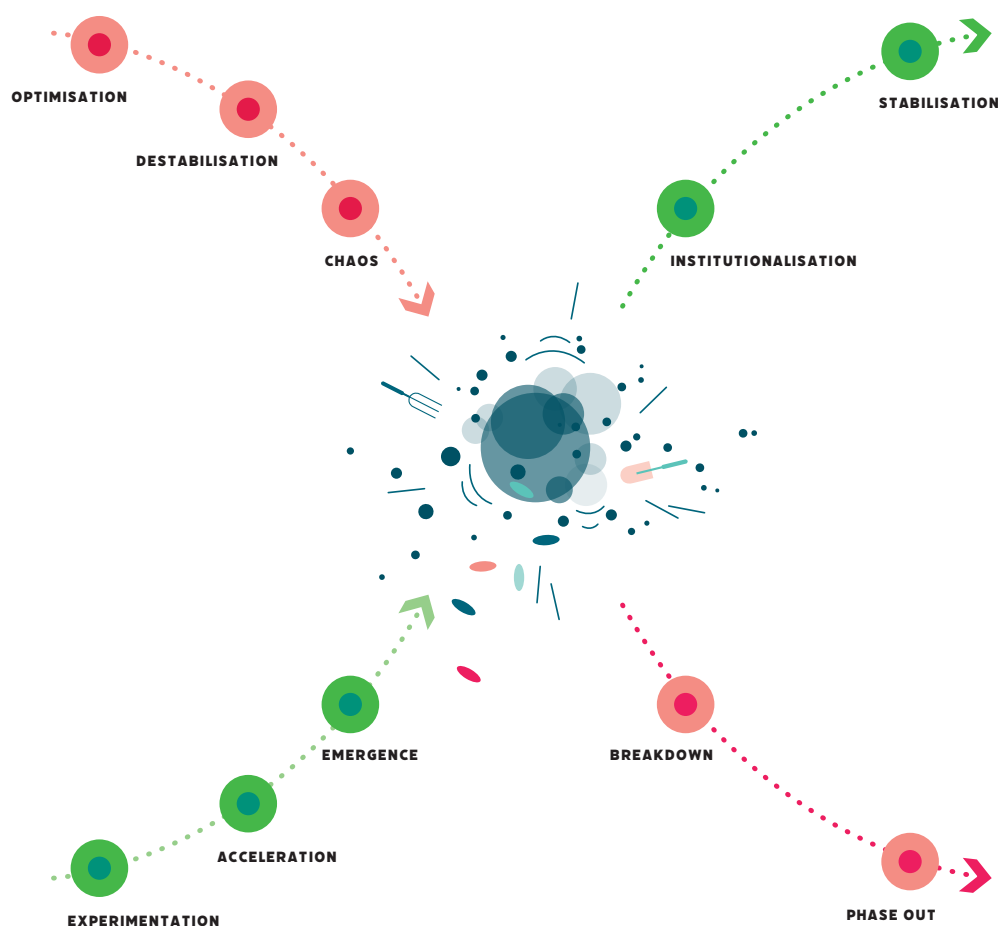 OPTIMISATION
DESTABILISATION
CHAOS
STABILISATION
INSTITUTIONALISATION
EMERGENCE
ACCELERATION
EXPERIMENTATION
BREAKDOWN
PHASE OUT